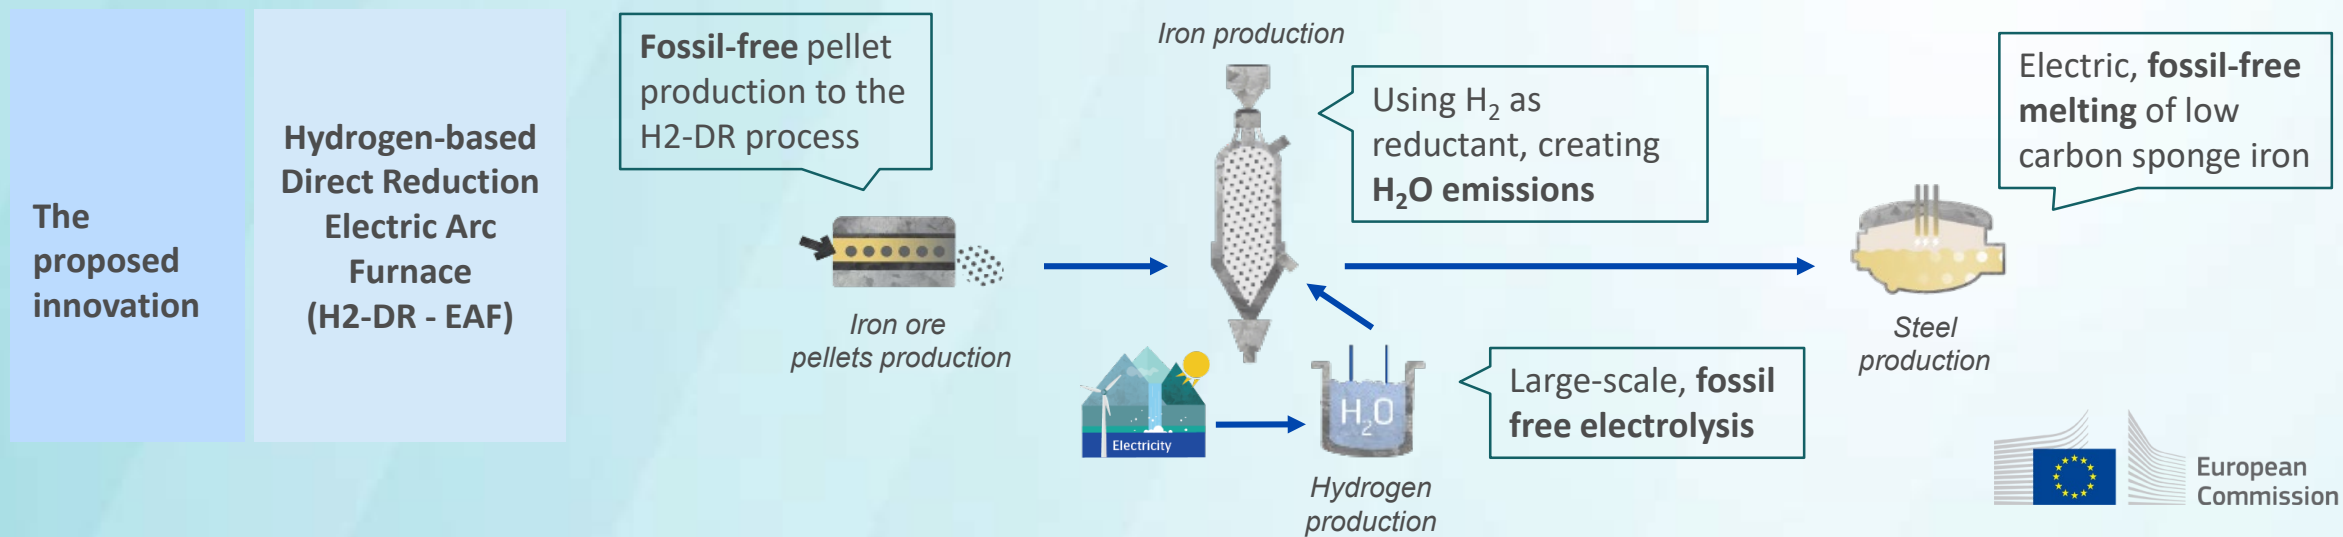 The
proposed
innovation
Hydrogen-based
Direct Reduction
Electric Arc
Furnace
(H2-DR - EAF)
Fossil-free pellet
production to the
H2-DR process
Iron ore
pellets production
Iron production
Using H₂ as
reductant, creating
H₂O emissions
Electricity
H₂O
Hydrogen
production
Large-scale, fossil
free electrolysis
Electric, fossil-free
melting of low
carbon sponge iron
Steel
production
European
Commission